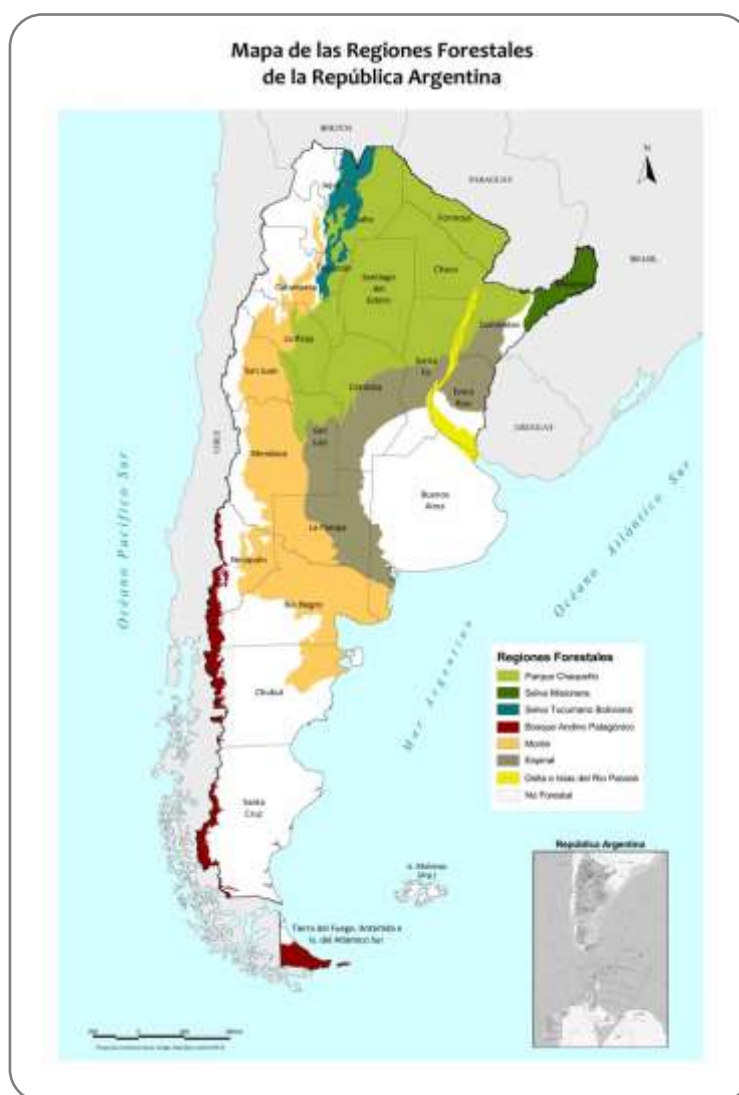 Mapa de las Regiones Forestales
de la República Argentina
BOLIVIA
N
PARAGUAY
Jujuy
Salta
Formosa
BRASIL
Chaco
Misiones
Santiago
del
Estero
Catamarca
Corrientes
La Rioja
Santa
Fe
San Juan
Córdoba
Entre
Ríos
San
Luis
URUGUAY
CHILE
Mendoza
Buenos
Aires
La Pampa
Neuquén
Río Negro
Chubut
Santa
Cruz
Océano Pacífico Sur
Océano Atlántico Sur
Mar Argentino
Regiones Forestales
Parque Chaqueño
Selva Misionera
Selva Tucumano Boliviana
Bosque Andino Patagónico
Monte
Espinal
Delta e Islas del Río Paraná
No Forestal
República Argentina
Is. Malvinas
(Arg.)
Tierra del Fuego, Antártida e
Is. del Atlántico Sur